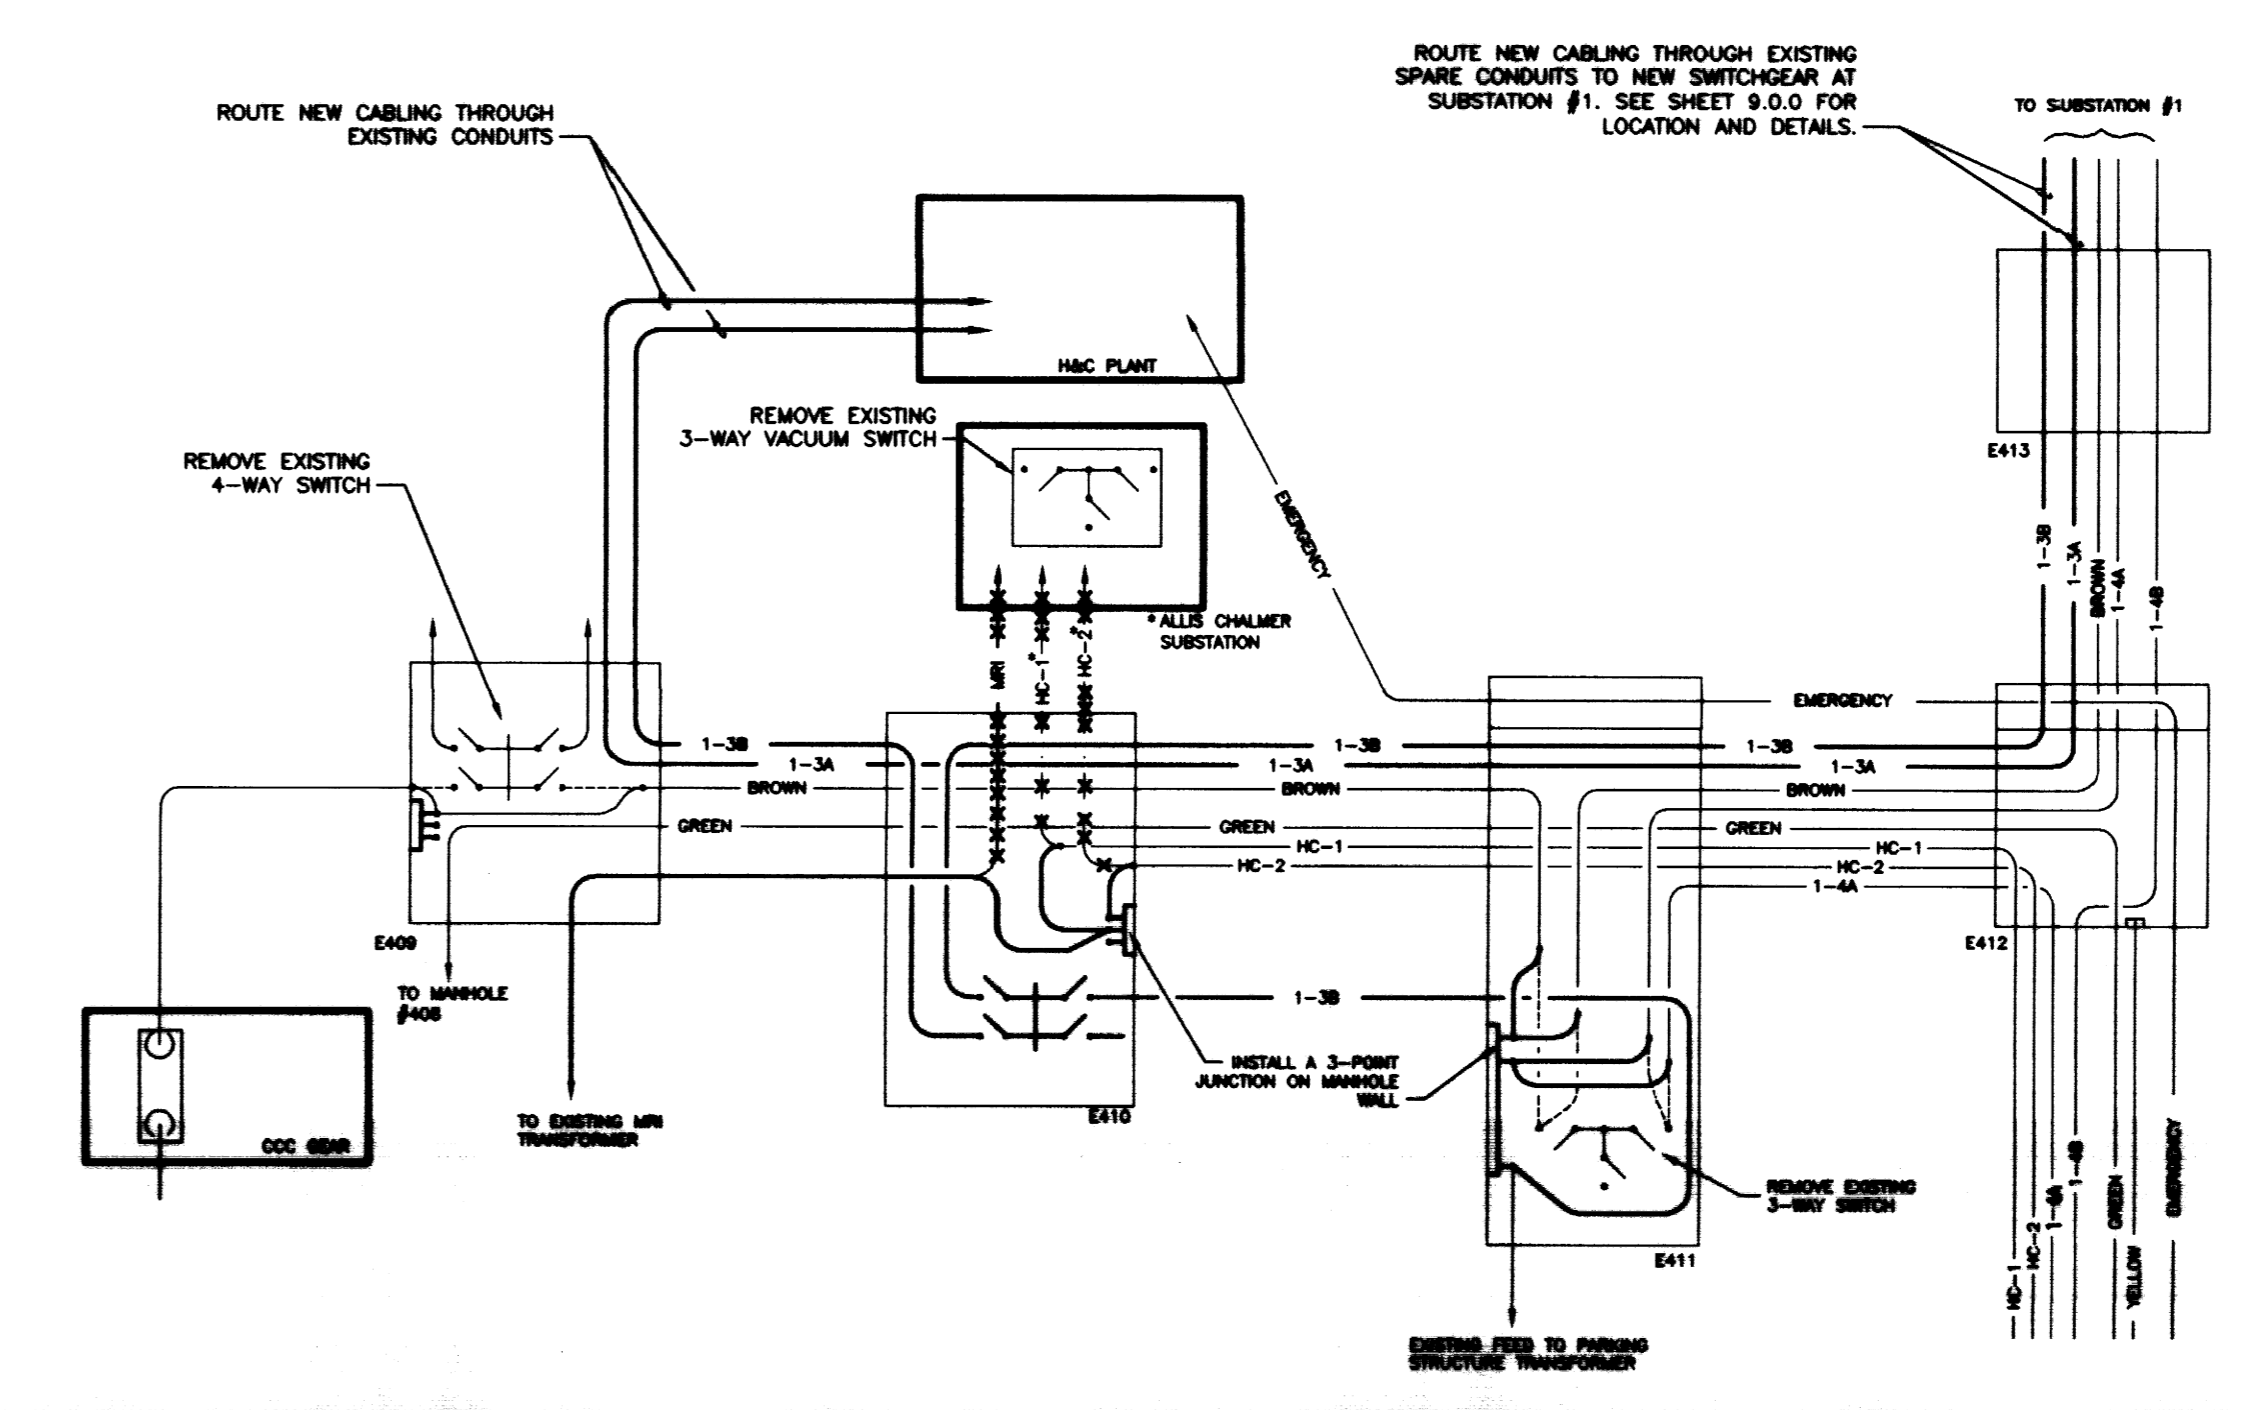 ROUTE NEW CABLING THROUGH EXISTING
SPARE CONDUITS TO NEW SWITCHGEAR AT
SUBSTATION #1. SEE SHEET 9.0.0 FOR
LOCATION AND DETAILS.
TO SUBSTATION #1
ROUTE NEW CABLING THROUGH
EXISTING CONDUITS
H&C PLANT
REMOVE EXISTING
3-WAY VACUUM SWITCH
REMOVE EXISTING
4-WAY SWITCH
E413
EMERGENCY
1-3B
1-3A
BROWN
1-4A
1-4B
* ALLIS CHALMER
SUBSTATION
MRI
HC-1*
HC-2*
EMERGENCY
1-3B
1-3B
1-3B
1-3A
1-3A
1-3A
BROWN
BROWN
BROWN
GREEN
GREEN
GREEN
HC-1
HC-1
HC-2
HC-2
1-4A
E409
E412
TO MANHOLE
#408
1-3B
INSTALL A 3-POINT
JUNCTION ON MANHOLE
WALL
E410
TO EXISTING MRI
TRANSFORMER
CCC GEAR
REMOVE EXISTING
3-WAY SWITCH
E411
HC-1
HC-2
1-4A
1-4B
GREEN
YELLOW
EMERGENCY
EXISTING FEED TO PARKING
STRUCTURE TRANSFORMER